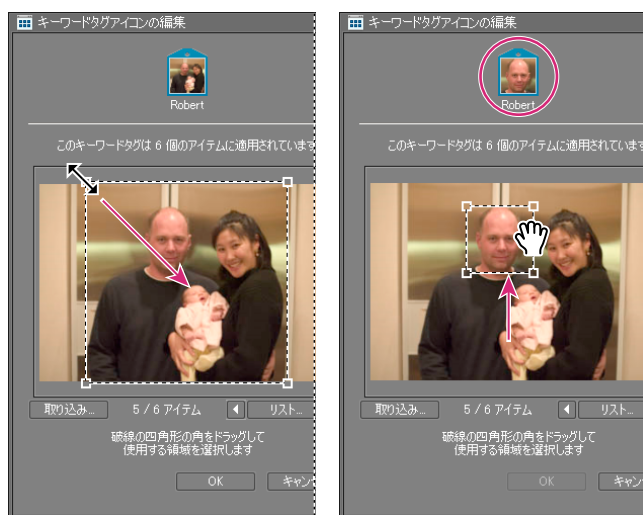 キーワードタグアイコンの編集
Robert
このキーワードタグは 6 個のアイテムに適用されています
取り込み...
5 / 6 アイテム
リスト...
破線の四角形の角をドラッグして
使用する領域を選択します
OK
キャン
キーワードタグアイコンの編集
Robert
このキーワードタグは 6 個のアイテムに適用されています
取り込み...
5 / 6 アイテム
リスト...
破線の四角形の角をドラッグして
使用する領域を選択します
OK
キャン